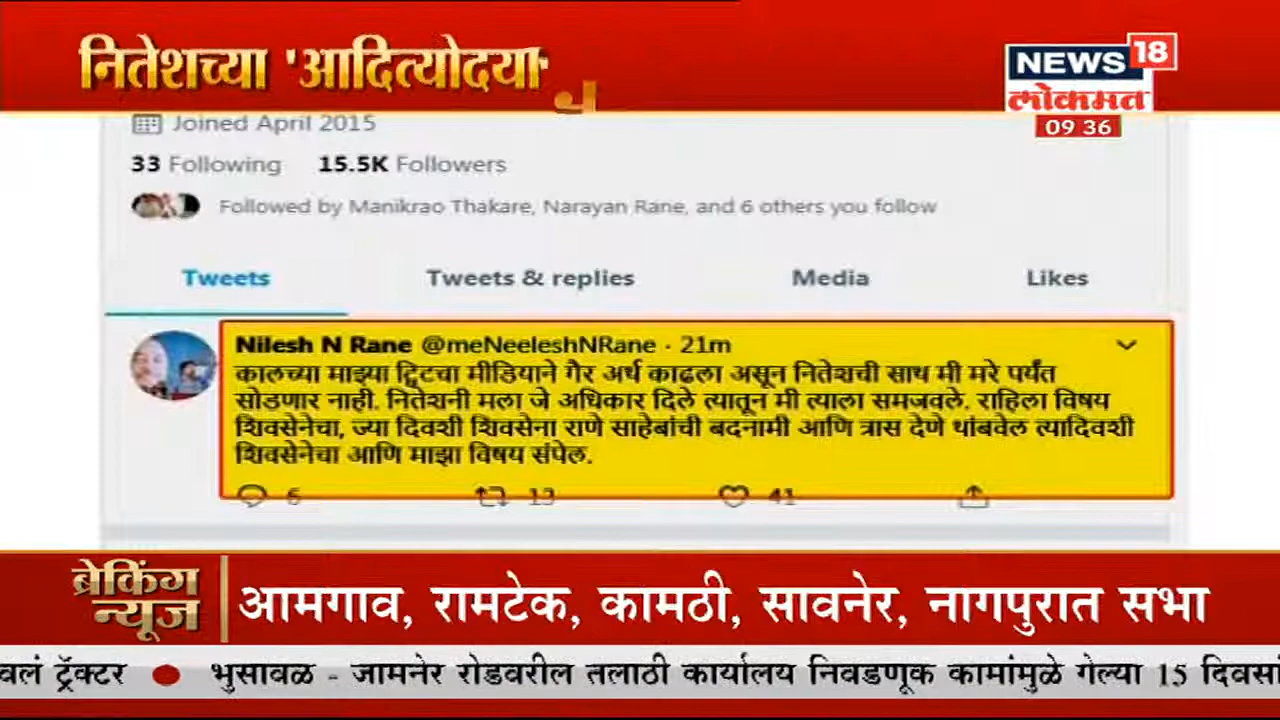 नितेशच्या 'आदित्योदया'
NEWS 18
लोकमत
09 36
Joined April 2015
33 Following 15.5K Followers
Followed by Manikrao Thakare, Narayan Rane, and 6 others you follow
Tweets Tweets & replies Media Likes
Nilesh N Rane @meNeeleshNRane · 21m
कालच्या माझ्या ट्विटचा मीडियाने गैर अर्थ काढला असून नितेशची साथ मी मरे पर्यंत
सोडणार नाही. नितेशनी मला जे अधिकार दिले त्यातून मी त्याला समजवले. राहिला विषय
शिवसेनेचा, ज्या दिवशी शिवसेना राणे साहेबांची बदनामी आणि त्रास देणे थांबवेल त्यादिवशी
शिवसेनेचा आणि माझा विषय संपेल.
6 13 41
ब्रेकिंग
न्यूज
आमगाव, रामटेक, कामठी, सावनेर, नागपुरात सभा
वलं ट्रॅक्टर ● भुसावळ - जामनेर रोडवरील तलाठी कार्यालय निवडणूक कामांमुळे गेल्या 15 दिवसां